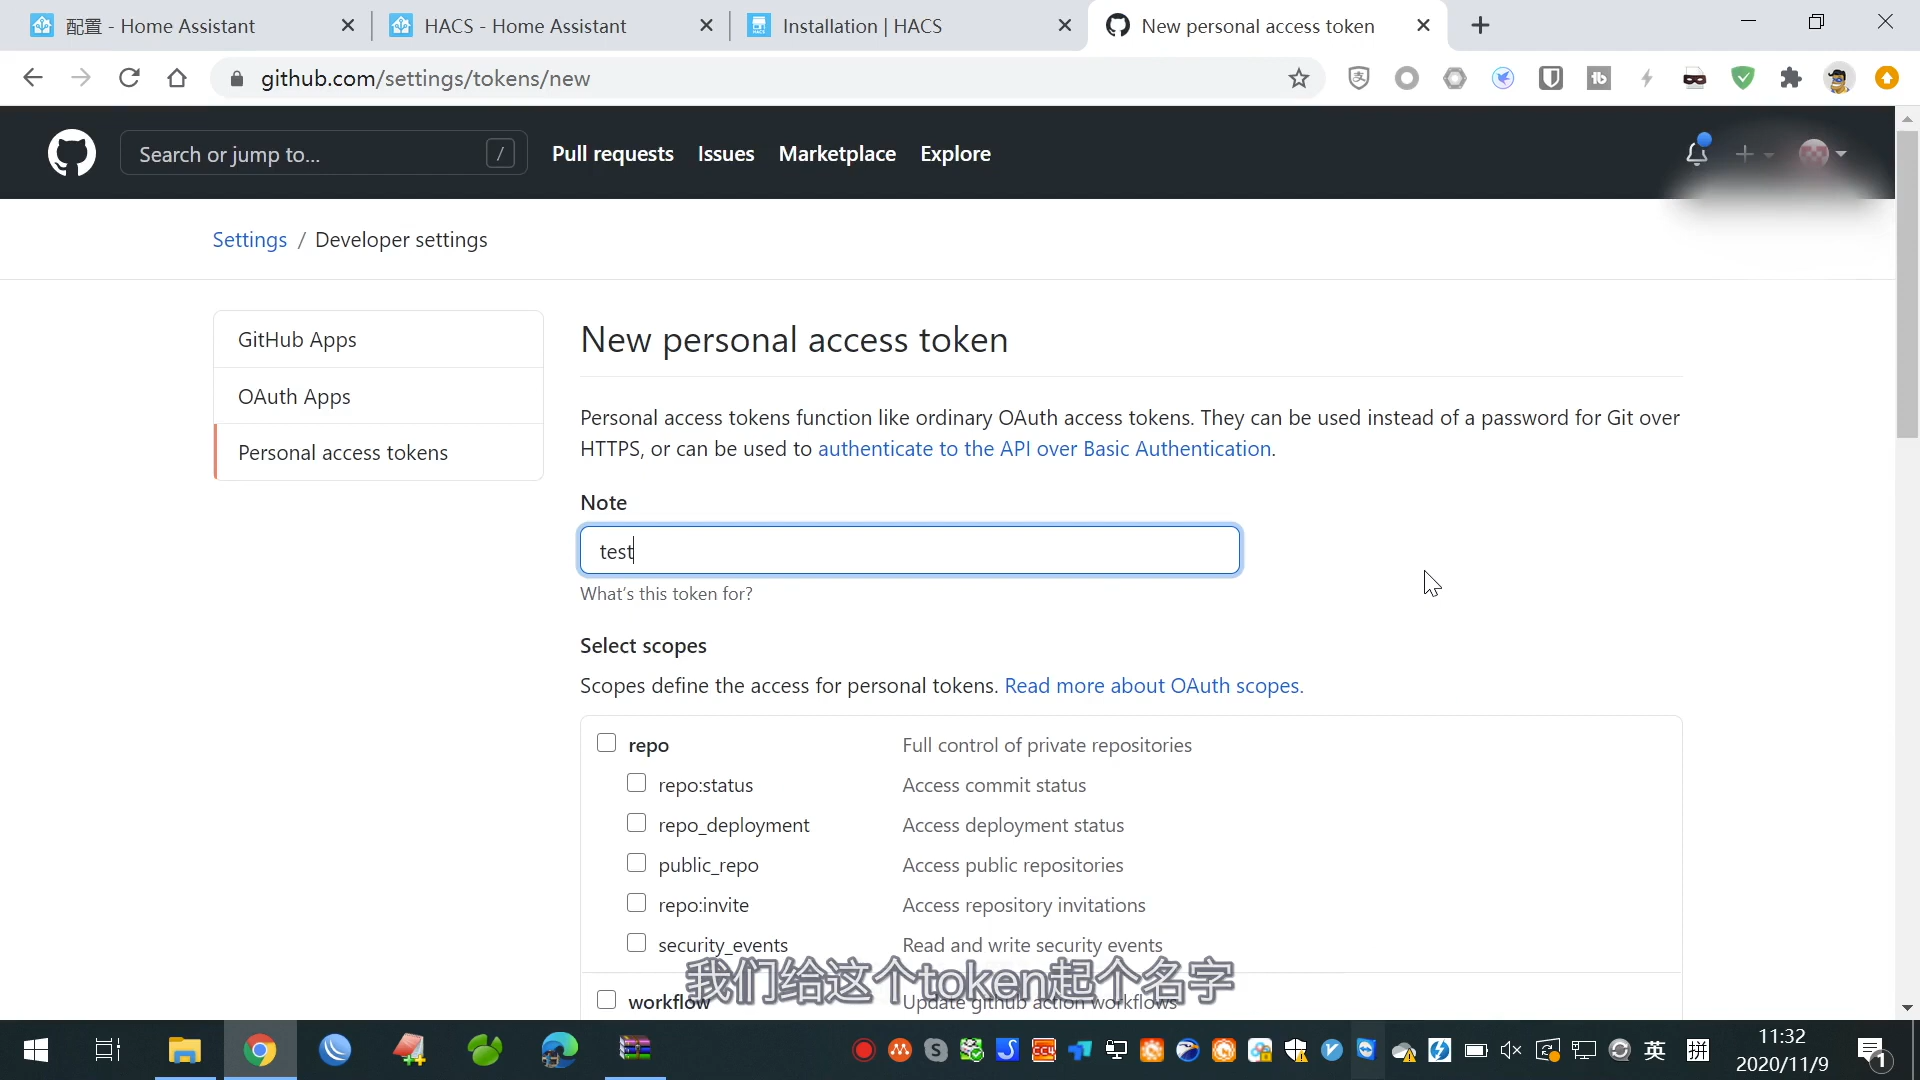 配置 - Home Assistant
HACS - Home Assistant
Installation | HACS
New personal access token
github.com/settings/tokens/new
Search or jump to...
/
Pull requests
Issues
Marketplace
Explore
Settings / Developer settings
GitHub Apps
OAuth Apps
Personal access tokens
New personal access token
Personal access tokens function like ordinary OAuth access tokens. They can be used instead of a password for Git over
HTTPS, or can be used to authenticate to the API over Basic Authentication.
Note
test
What's this token for?
Select scopes
Scopes define the access for personal tokens. Read more about OAuth scopes.
repo Full control of private repositories
repo:status Access commit status
repo_deployment Access deployment status
public_repo Access public repositories
repo:invite Access repository invitations
security_events Read and write security events
workflow Update github action workflows
我们给这个token起个名字
CC4
英
拼
11:32
2020/11/9
1